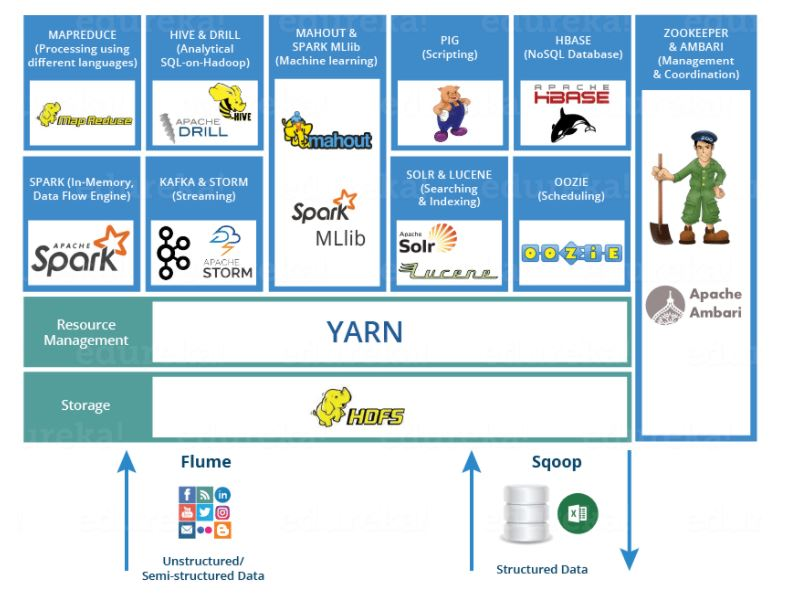 MAPREDUCE
(Processing using
different languages)
Map Reduce
HIVE & DRILL
(Analytical
SQL-on-Hadoop)
HIVE
APACHE
DRILL
MAHOUT &
SPARK MLlib
(Machine learning)
mahout
Spark
MLlib
PIG
(Scripting)
HBASE
(NoSQL Database)
APACHE
HBASE
ZOOKEEPER
& AMBARI
(Management
& Coordination)
Apache
Ambari
SPARK (In-Memory,
Data Flow Engine)
APACHE
Spark
KAFKA & STORM
(Streaming)
APACHE
STORM
SOLR & LUCENE
(Searching
& Indexing)
Apache
Solr
Lucene
OOZIE
(Scheduling)
OOZIE
Resource
Management
YARN
Storage
HDFS
Flume
Unstructured/
Semi-structured Data
Sqoop
Structured Data
edureka!